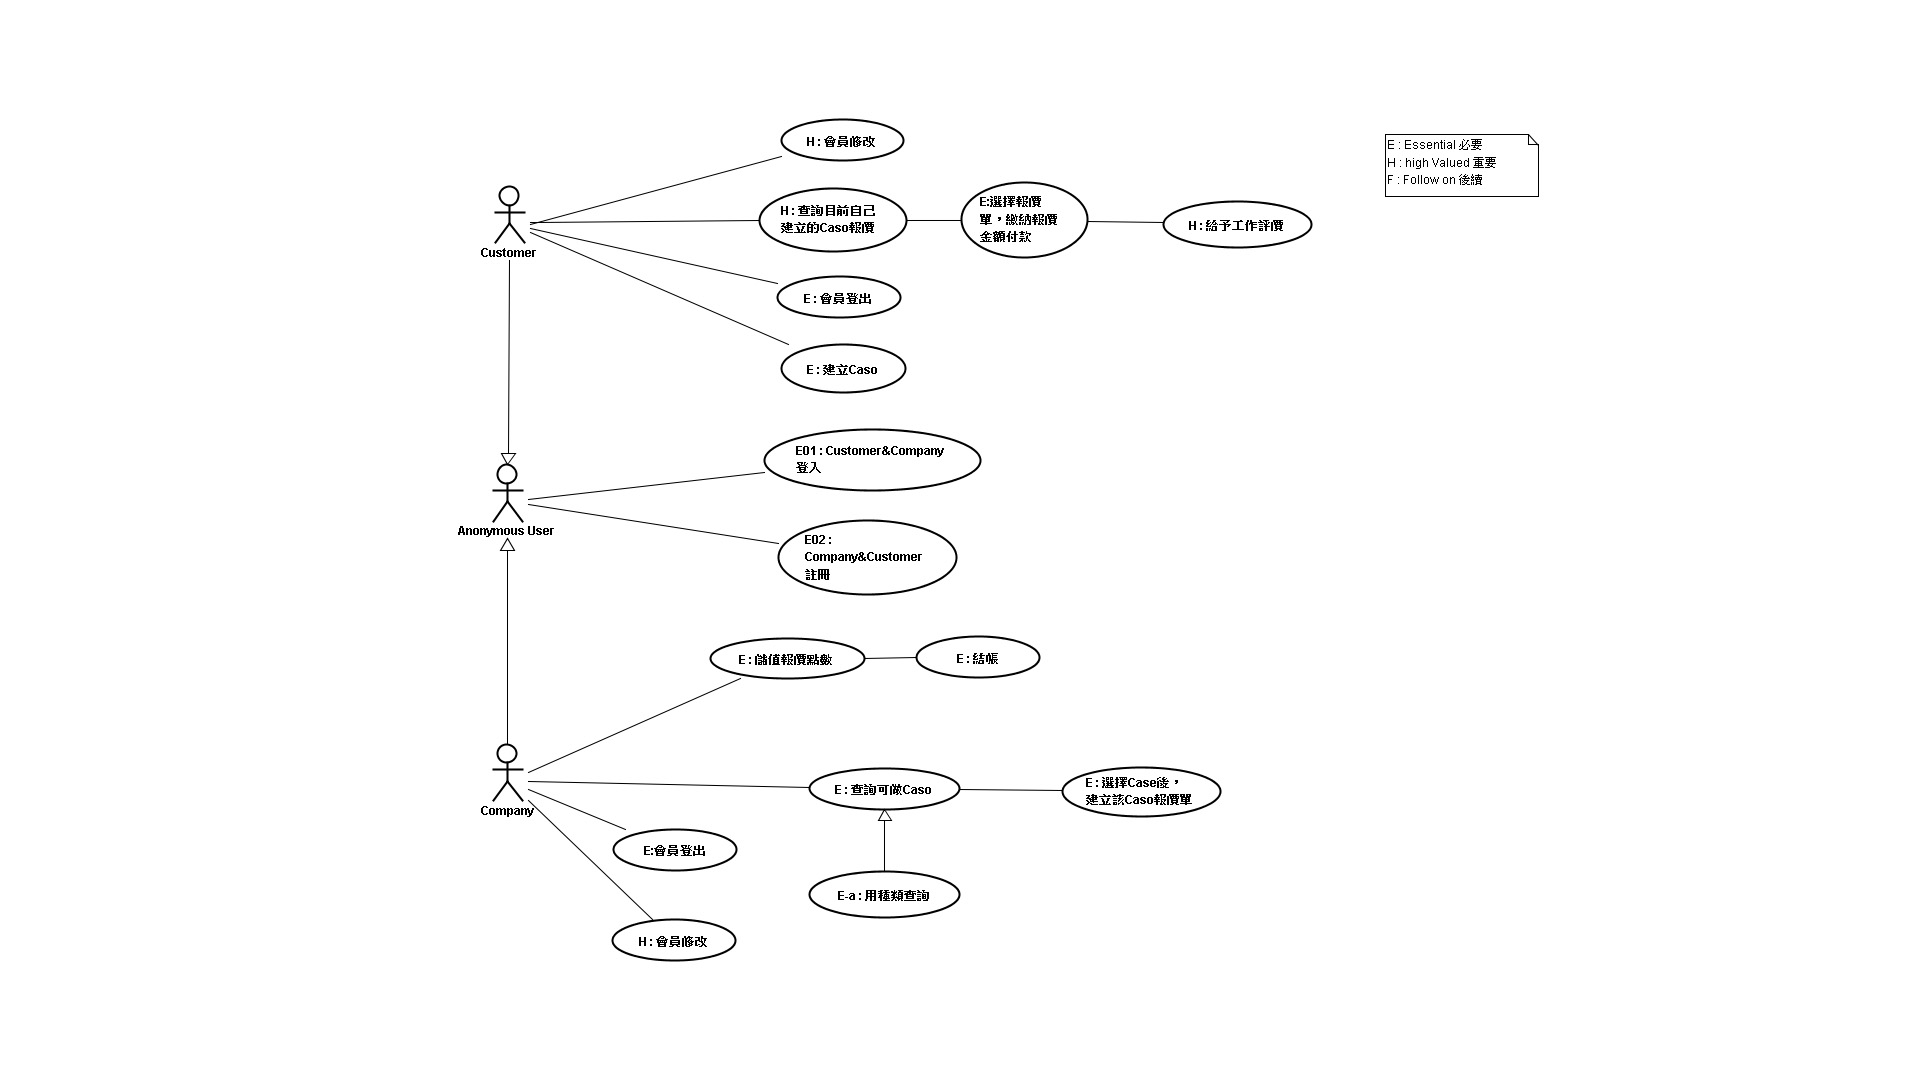 H : 會員修改
E : Essential 必要
H : high Valued 重要
F : Follow on 後續
H : 查詢目前自己
建立的Caso報價
E:選擇報價
單，繳納報價
金額付款
H : 給予工作評價
Customer
E : 會員登出
E : 建立Caso
E01 : Customer&Company
登入
Anonymous User
E02 :
Company&Customer
註冊
E : 儲值報價點數
E : 結帳
Company
E : 查詢可做Caso
E : 選擇Case後，
建立該Caso報價單
E:會員登出
E-a : 用種類查詢
H : 會員修改